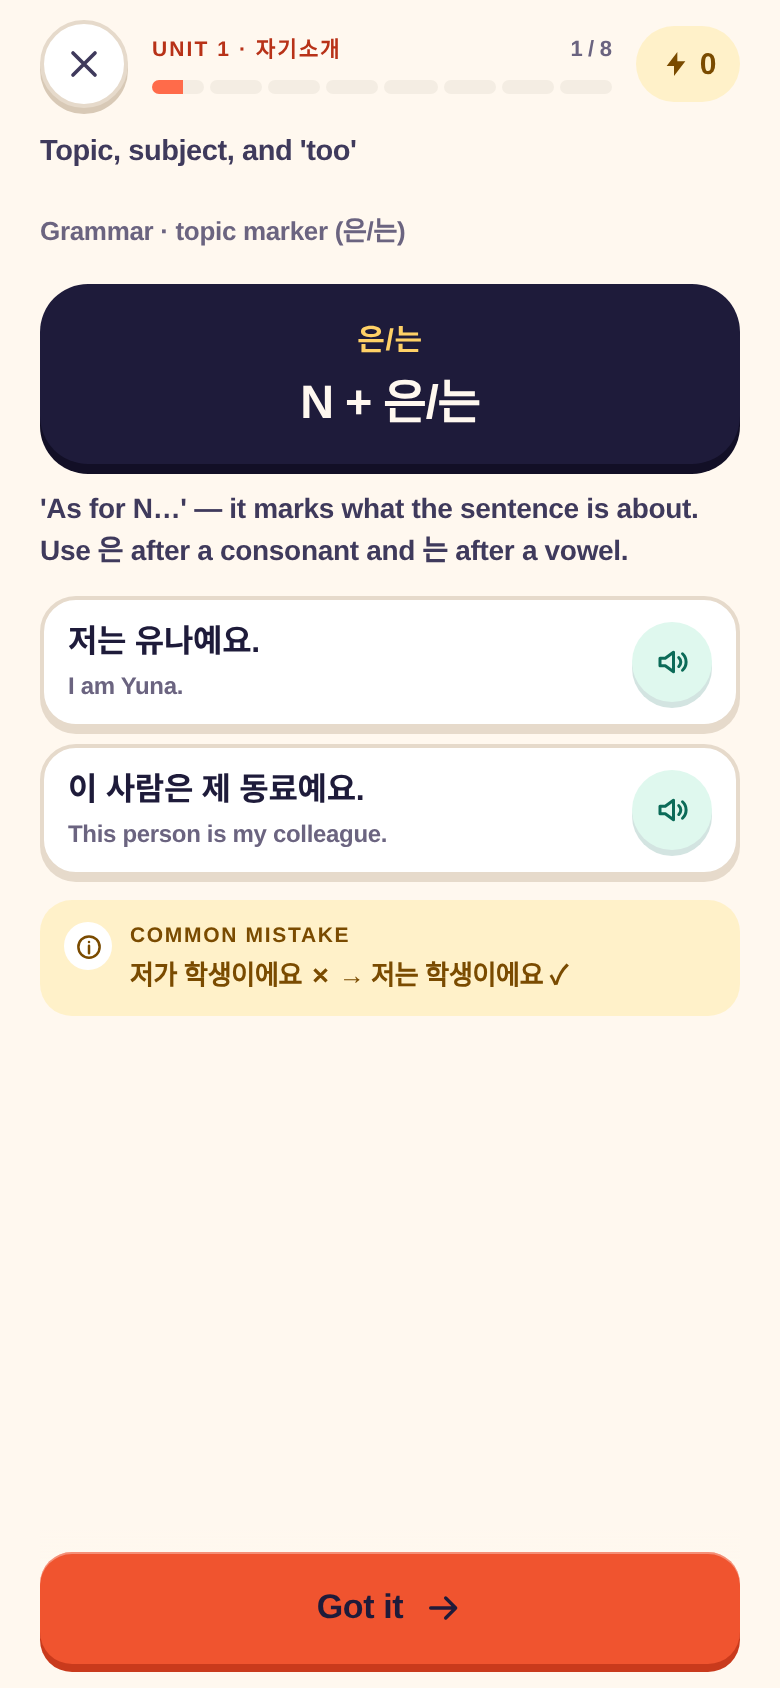 UNIT 1 · 자기소개
1 / 8
0
Topic, subject, and 'too'
Grammar · topic marker (은/는)
은/는
N + 은/는
'As for N…' — it marks what the sentence is about.
Use 은 after a consonant and 는 after a vowel.
저는 유나예요.
I am Yuna.
이 사람은 제 동료예요.
This person is my colleague.
COMMON MISTAKE
저가 학생이에요 × → 저는 학생이에요 ✓
Got it →